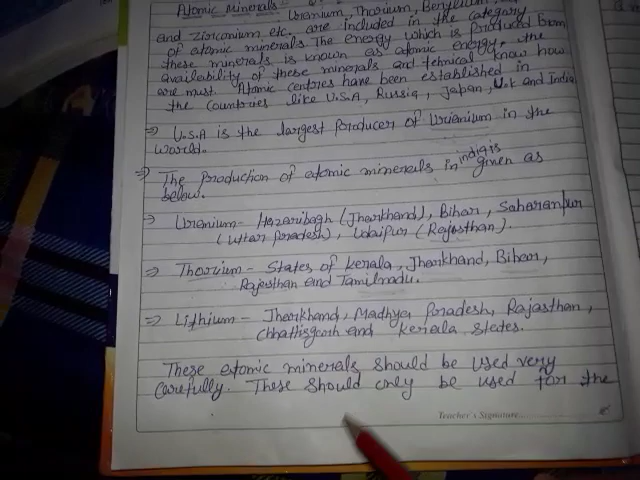 Atomic Minerals -
Uranium, Thorium, Beryllium,
and Zirconium etc. are included in the category
of atomic minerals. The energy which is produced from
these minerals is known as atomic energy, the
availability of these minerals and tehnical know how
are must. Atomic centres have been established in
the countries like U.S.A, Russia, Japan, U.K and India
⇒ U.S.A is the largest producer of Uranium in the
world.
⇒ The production of atomic minerals in india is given as
below.
⇒ Uranium - Hazaribagh (Jharkhand), Bihar, Saharanpur
(Uttar Pradesh), Udaipur (Rajasthan).
⇒ Thorium - States of Kerala, Jharkhand, Bihar,
Rajasthan and Tamilnadu.
⇒ Lithium - Jharkhand, Madhya Pradesh, Rajasthan,
Chhattisgarh and Kerala States.
These atomic minerals should be used very
carefully. These should only be used for the
Teacher's Signature